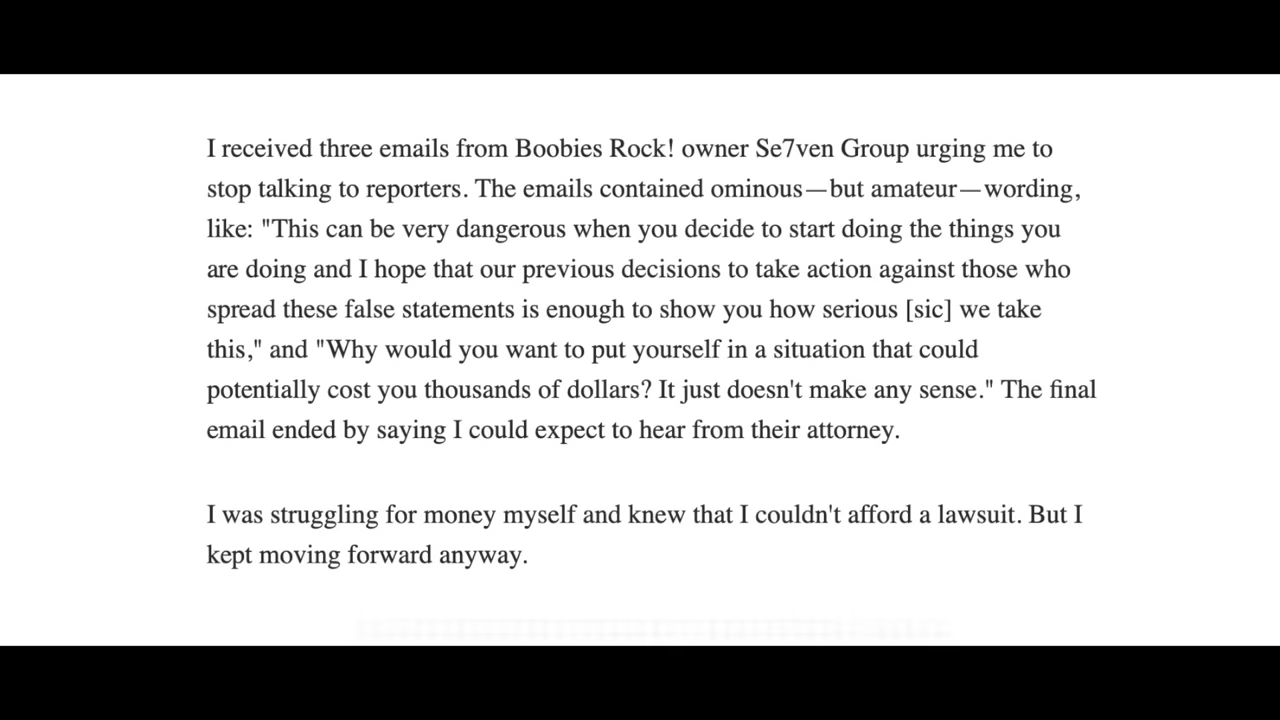 I received three emails from Boobies Rock! owner Se7ven Group urging me to
stop talking to reporters. The emails contained ominous—but amateur—wording,
like: "This can be very dangerous when you decide to start doing the things you
are doing and I hope that our previous decisions to take action against those who
spread these false statements is enough to show you how serious [sic] we take
this," and "Why would you want to put yourself in a situation that could
potentially cost you thousands of dollars? It just doesn't make any sense." The final
email ended by saying I could expect to hear from their attorney.
I was struggling for money myself and knew that I couldn't afford a lawsuit. But I
kept moving forward anyway.